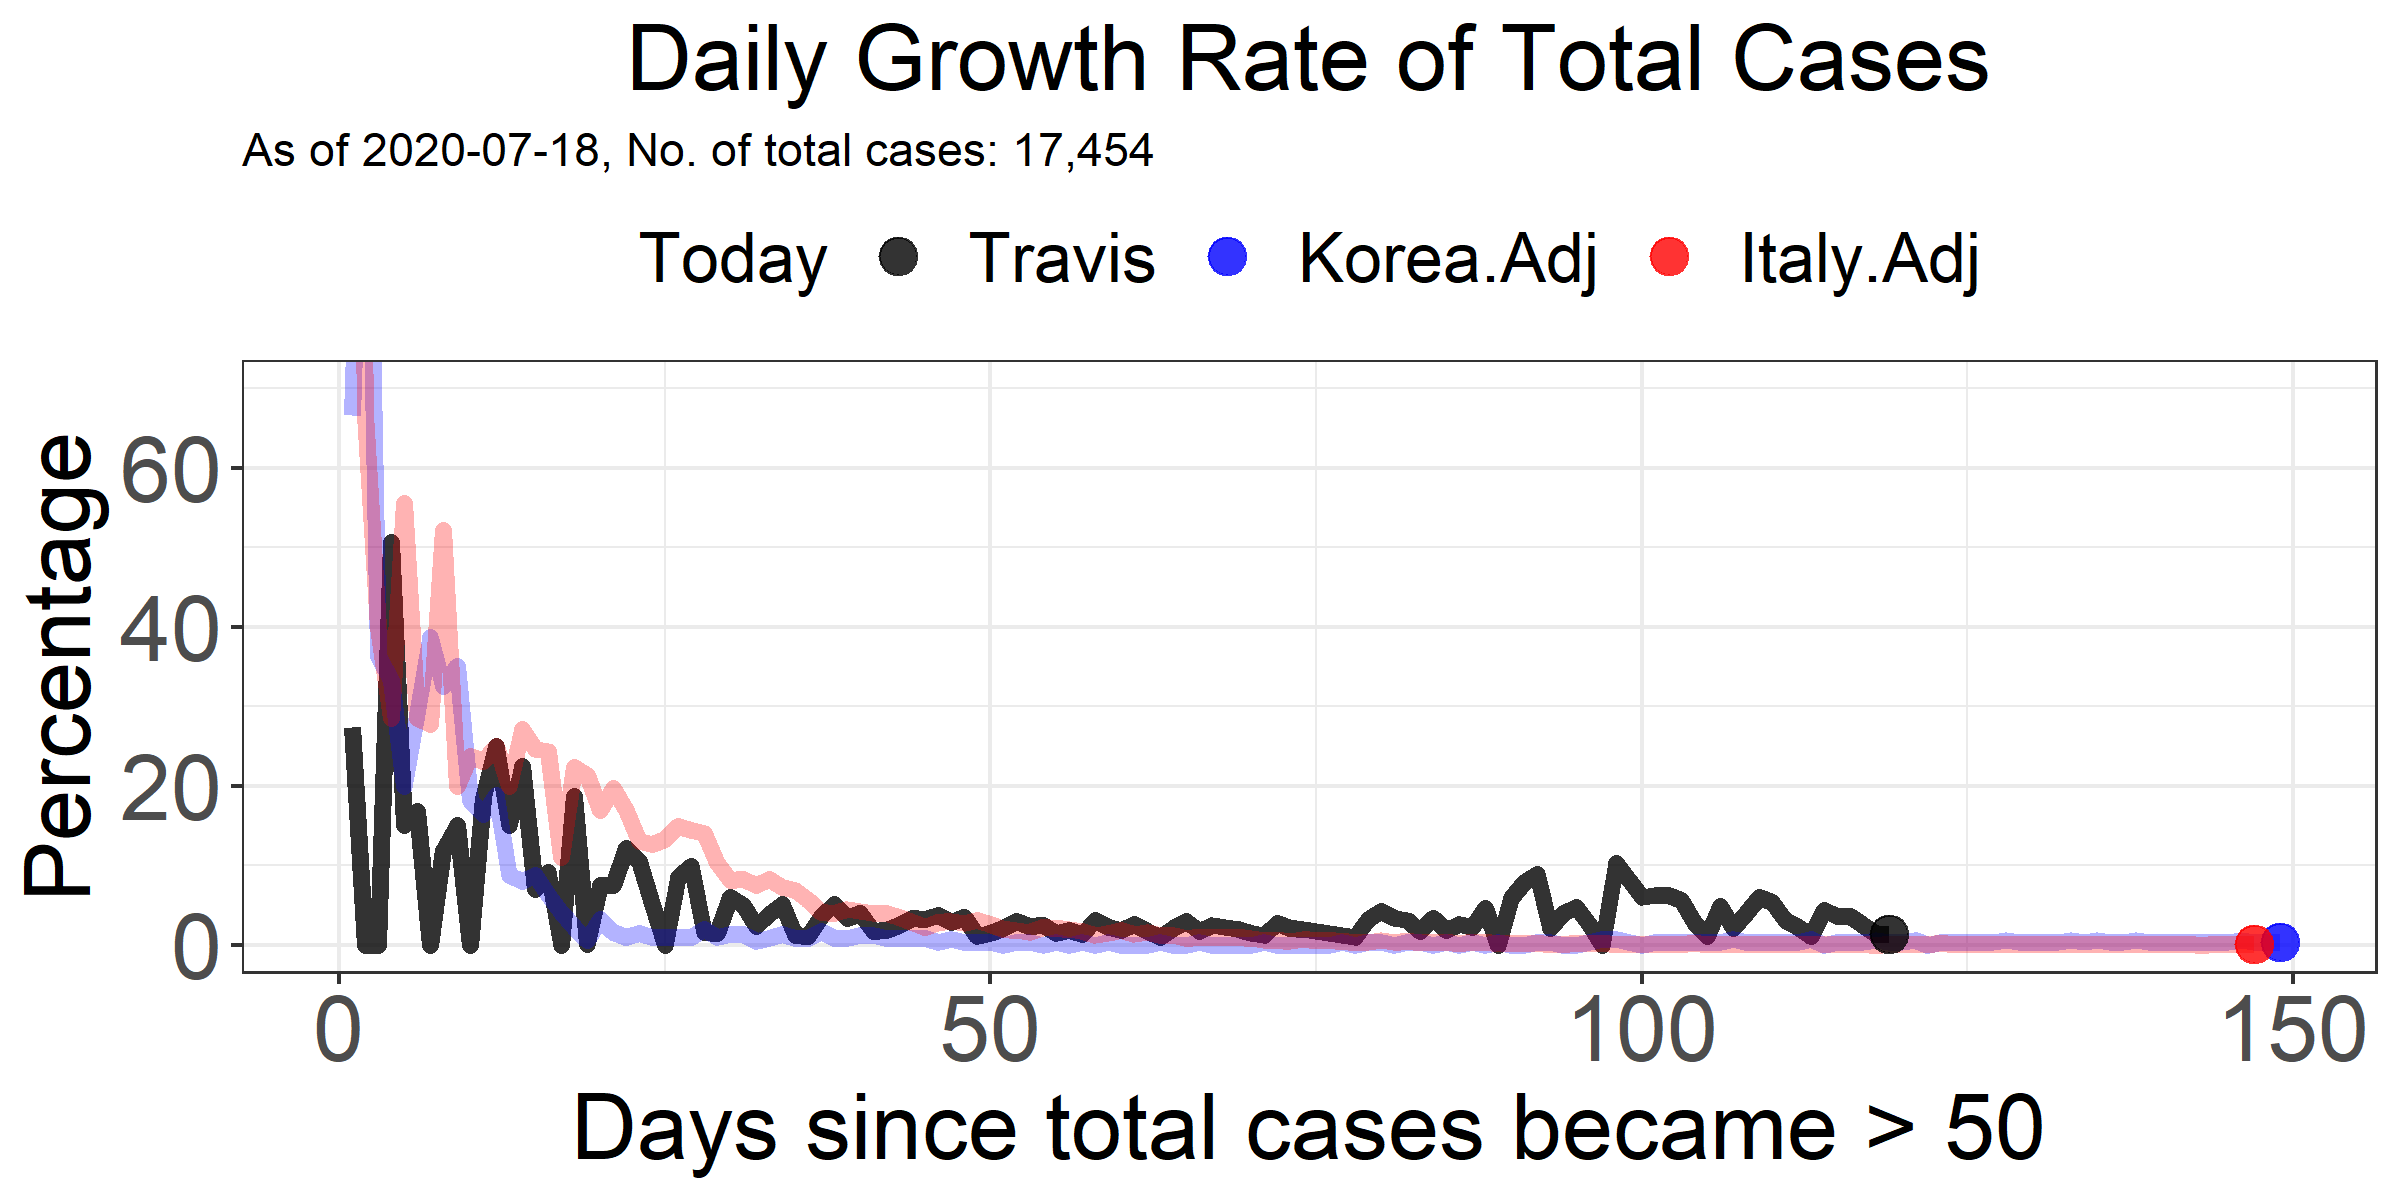 Daily Growth Rate of Total Cases
As of 2020-07-18, No. of total cases: 17,454
Today Travis Korea.Adj Italy.Adj
Percentage
60
40
20
0
0 50 100 150
Days since total cases became > 50